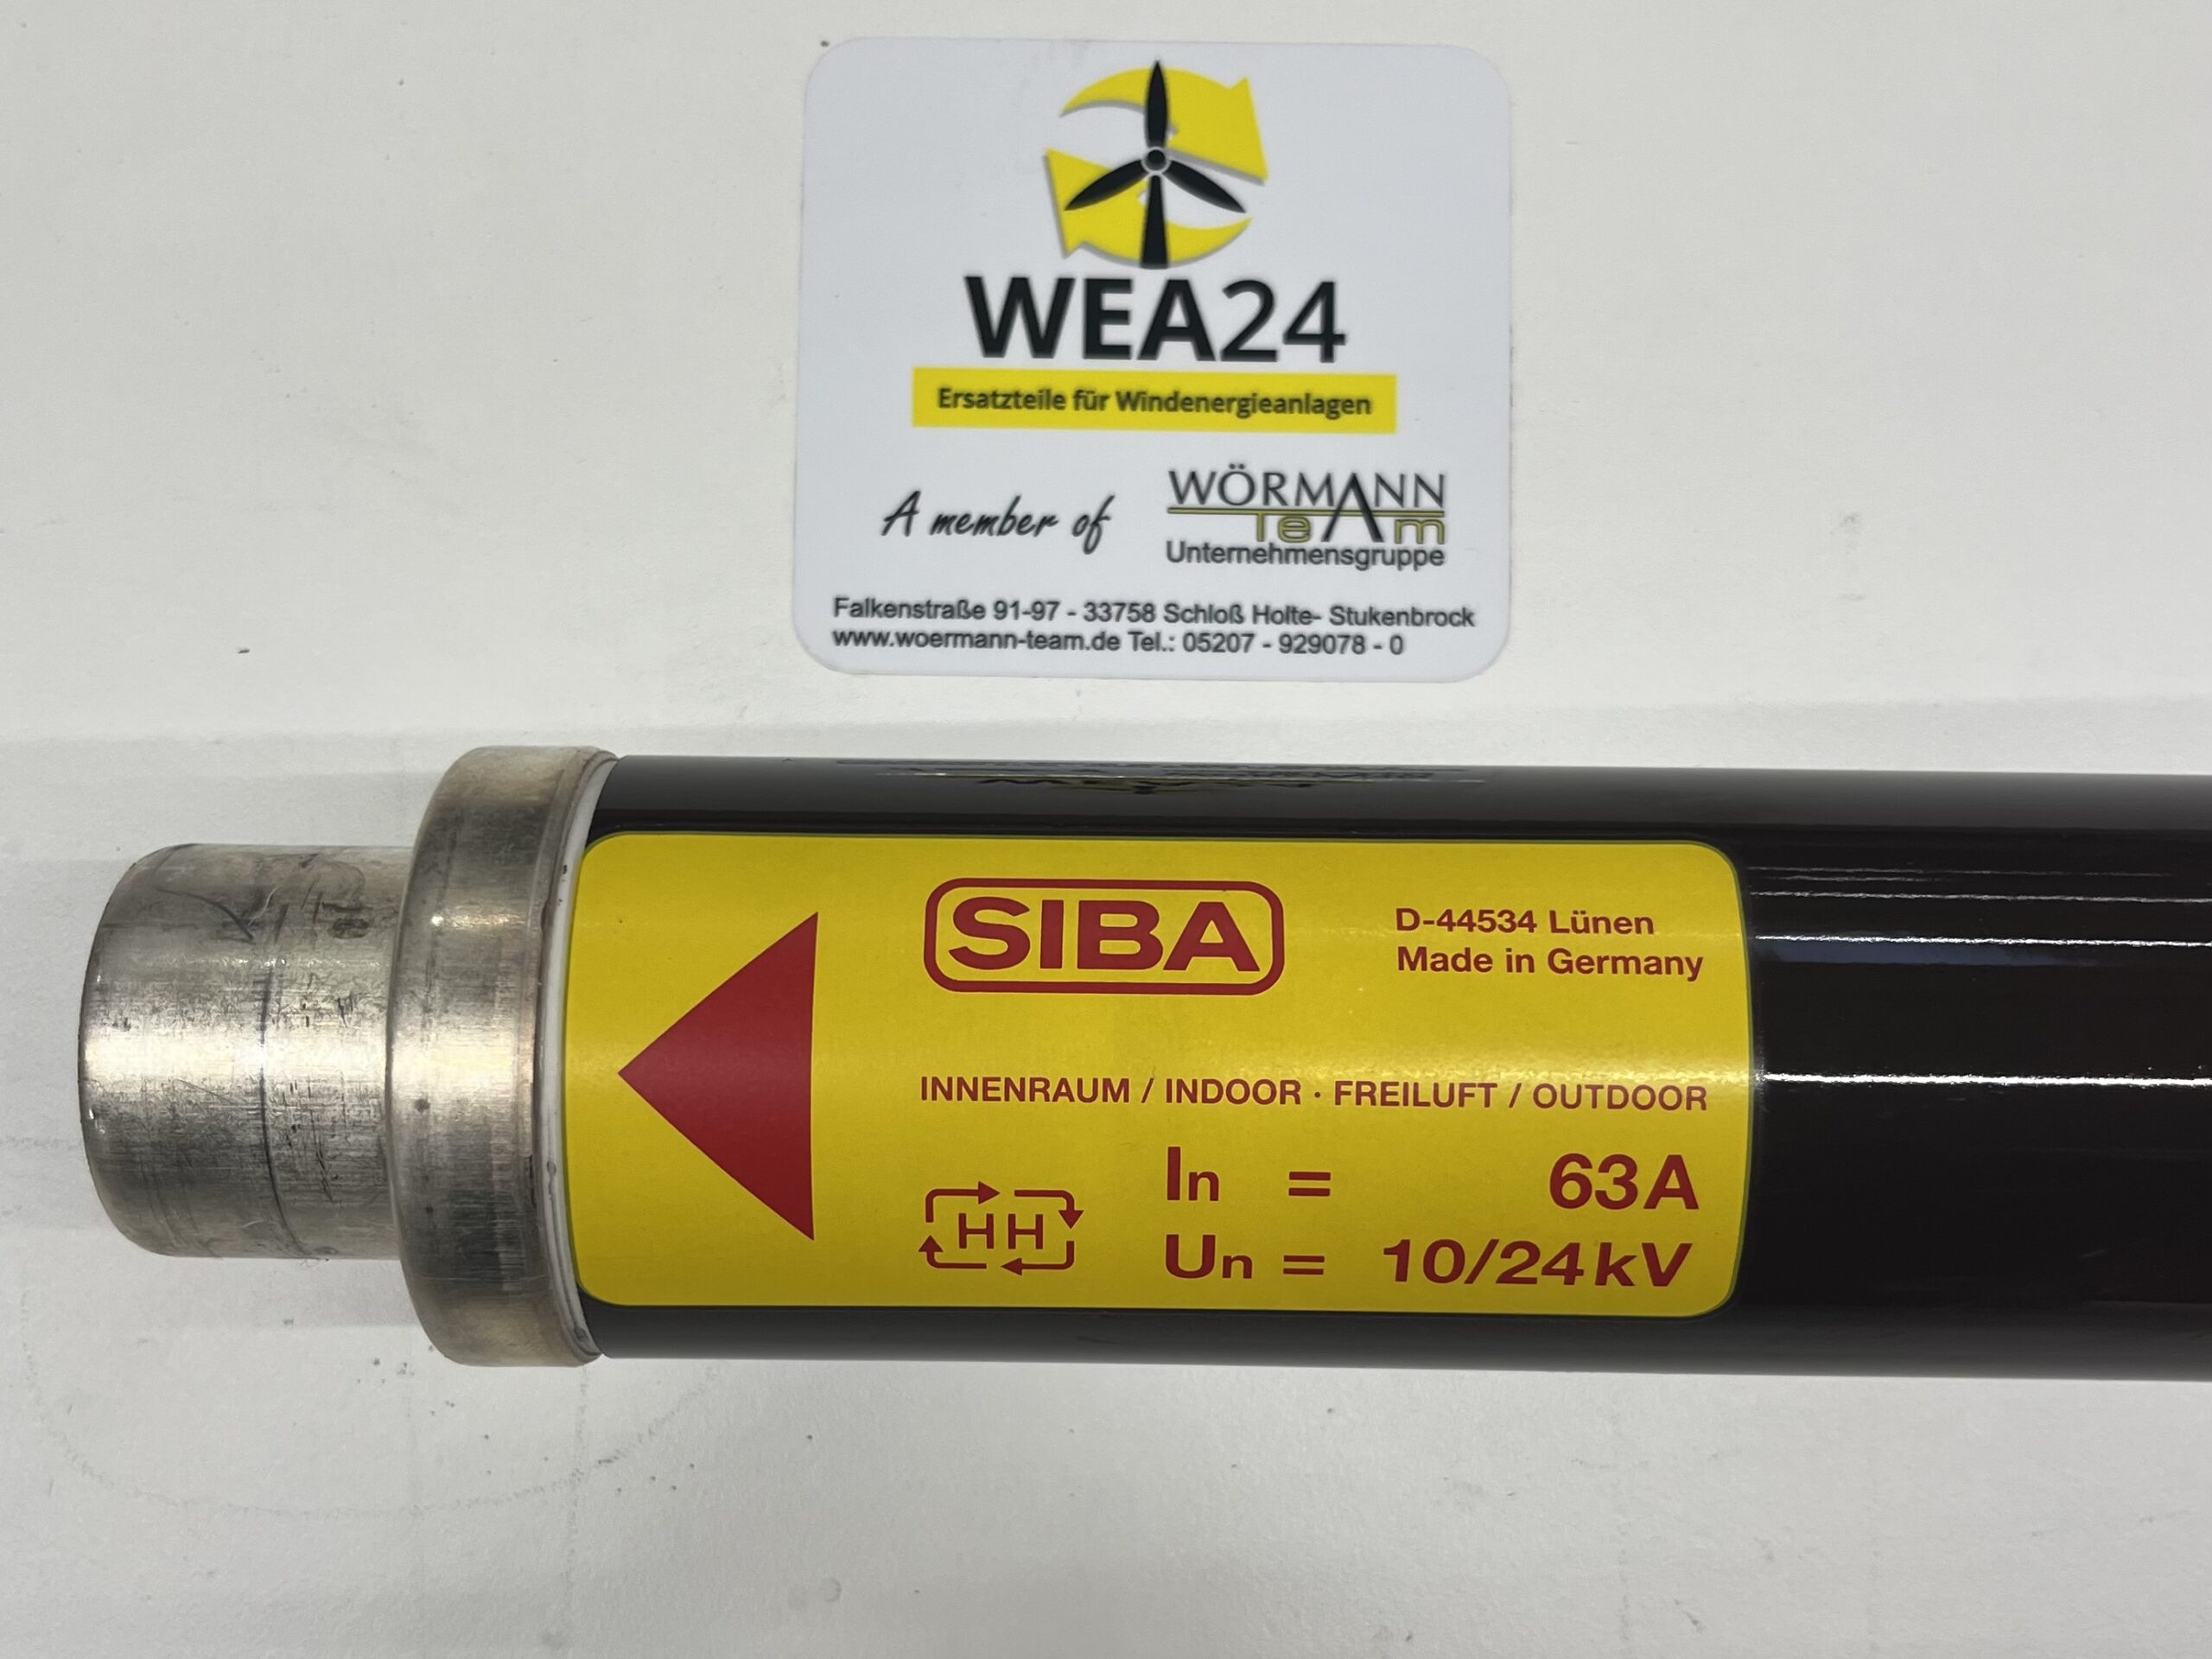 WEA24
Ersatzteile für Windenergieanlagen
A member of
WÖRMANN
TeAm
Unternehmensgruppe
Falkenstraße 91-97 - 33758 Schloß Holte- Stukenbrock
www.woermann-team.de Tel.: 05207 - 929078 - 0
SIBA
D-44534 Lünen
Made in Germany
INNENRAUM / INDOOR · FREILUFT / OUTDOOR
HH
In = 63A
Un = 10/24kV